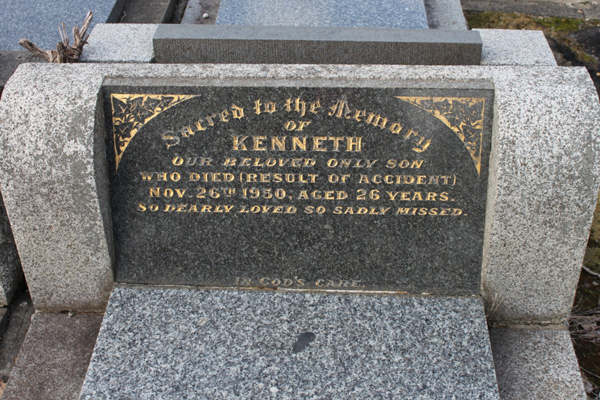 Sacred to the Memory
OF
KENNETH
OUR BELOVED ONLY SON
WHO DIED (RESULT OF ACCIDENT)
NOV. 26TH 1950, AGED 26 YEARS.
SO DEARLY LOVED SO SADLY MISSED.
IN GOD'S CARE.